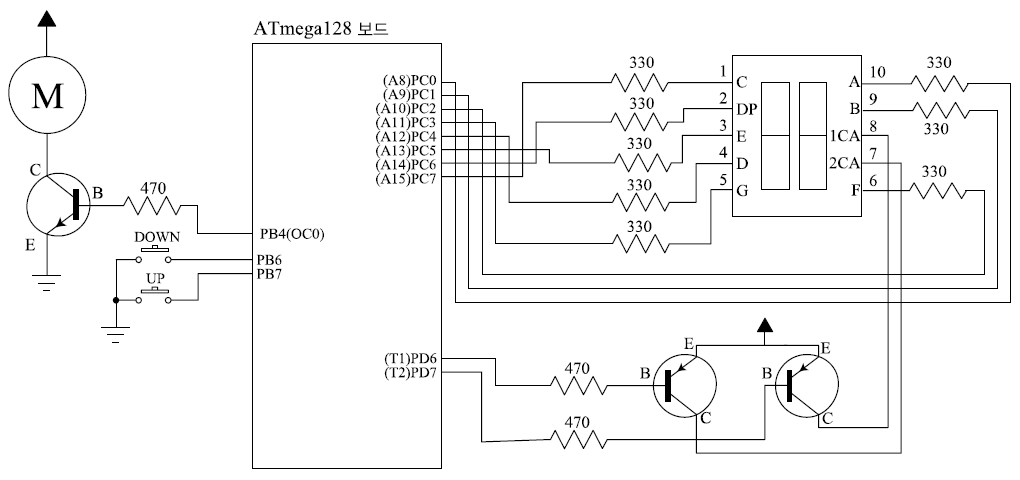 ATmega128 보드
M
C
B
E
470
DOWN
UP
PB4(OC0)
PB6
PB7
(A8)PC0
(A9)PC1
(A10)PC2
(A11)PC3
(A12)PC4
(A13)PC5
(A14)PC6
(A15)PC7
(T1)PD6
(T2)PD7
330
330
330
330
330
1
2
3
4
5
C
DP
E
D
G
A
B
1CA
2CA
F
10
9
8
7
6
330
330
330
470
470
B
E
C
B
E
C